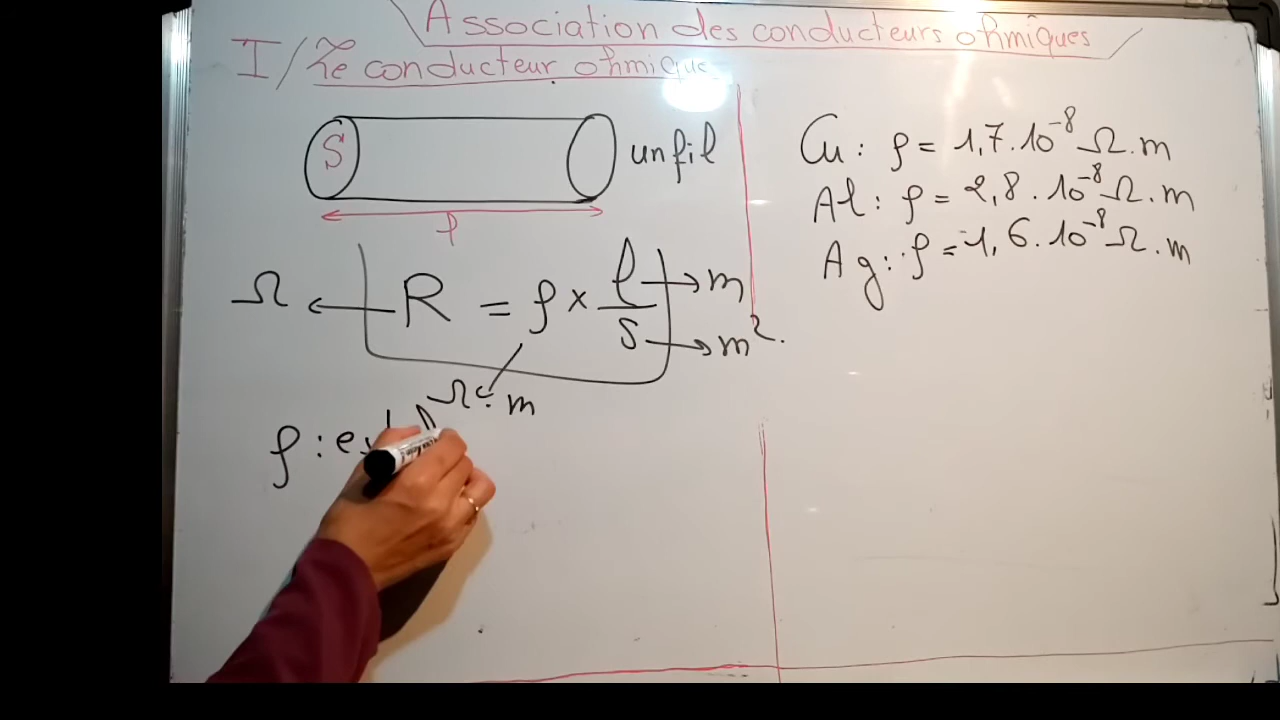 Association des conducteurs ohmiques
I/ Le conducteur ohmique
S
un fil
l
Ω ← R = ρ × l/s
→ m
→ m².
Ω. m
ρ : est
Cu : ρ = 1,7.10⁻⁸ Ω.m
Al : ρ = 2,8.10⁻⁸ Ω.m
Ag : ρ = 1,6.10⁻⁸ Ω.m